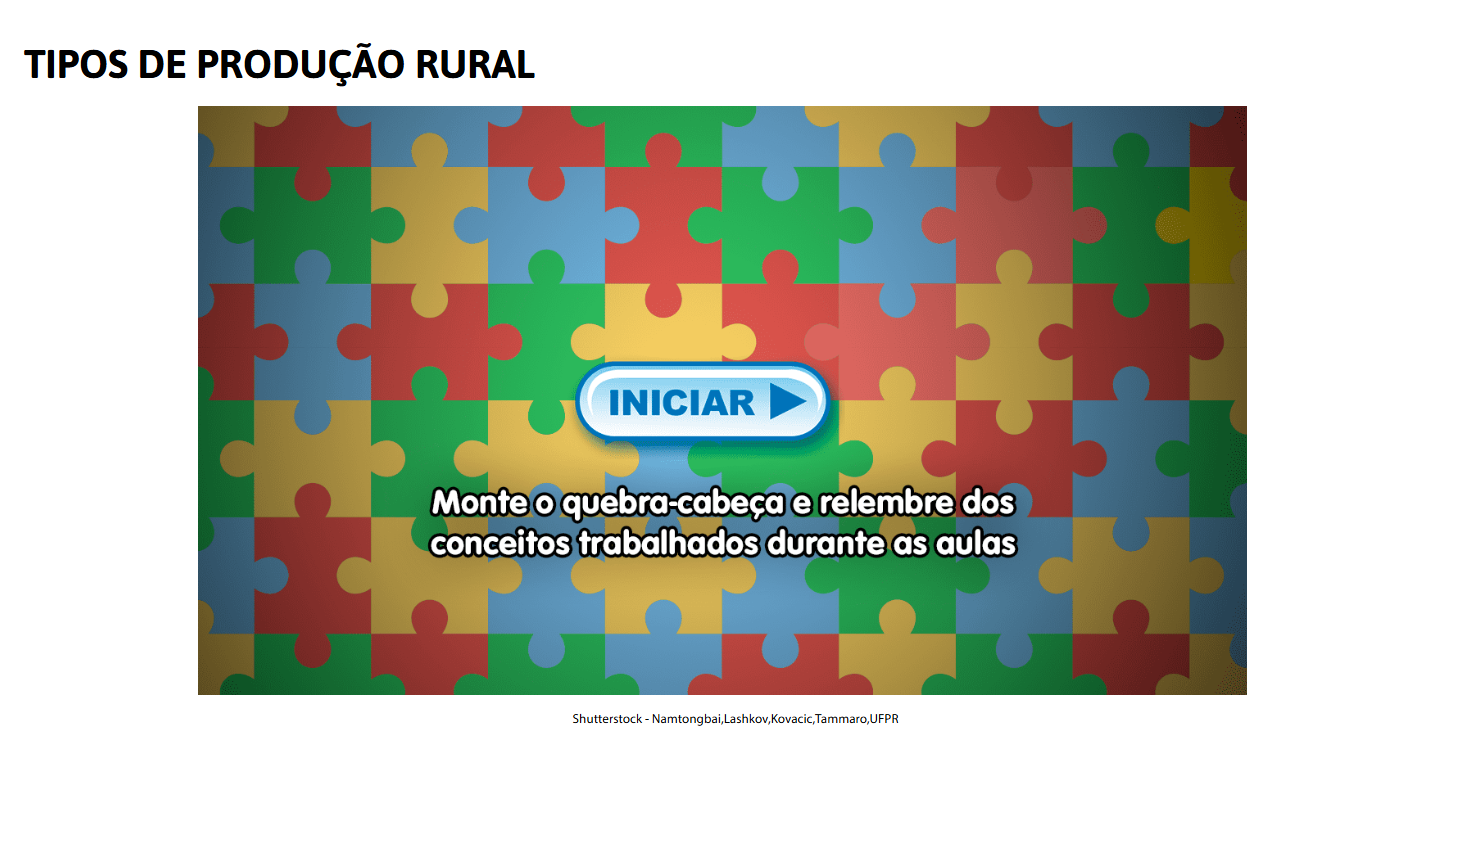 TIPOS DE PRODUÇÃO RURAL
INICIAR
Monte o quebra-cabeça e relembre dos
conceitos trabalhados durante as aulas
Shutterstock - Namtongbai,Lashkov,Kovacic,Tammaro,UFPR